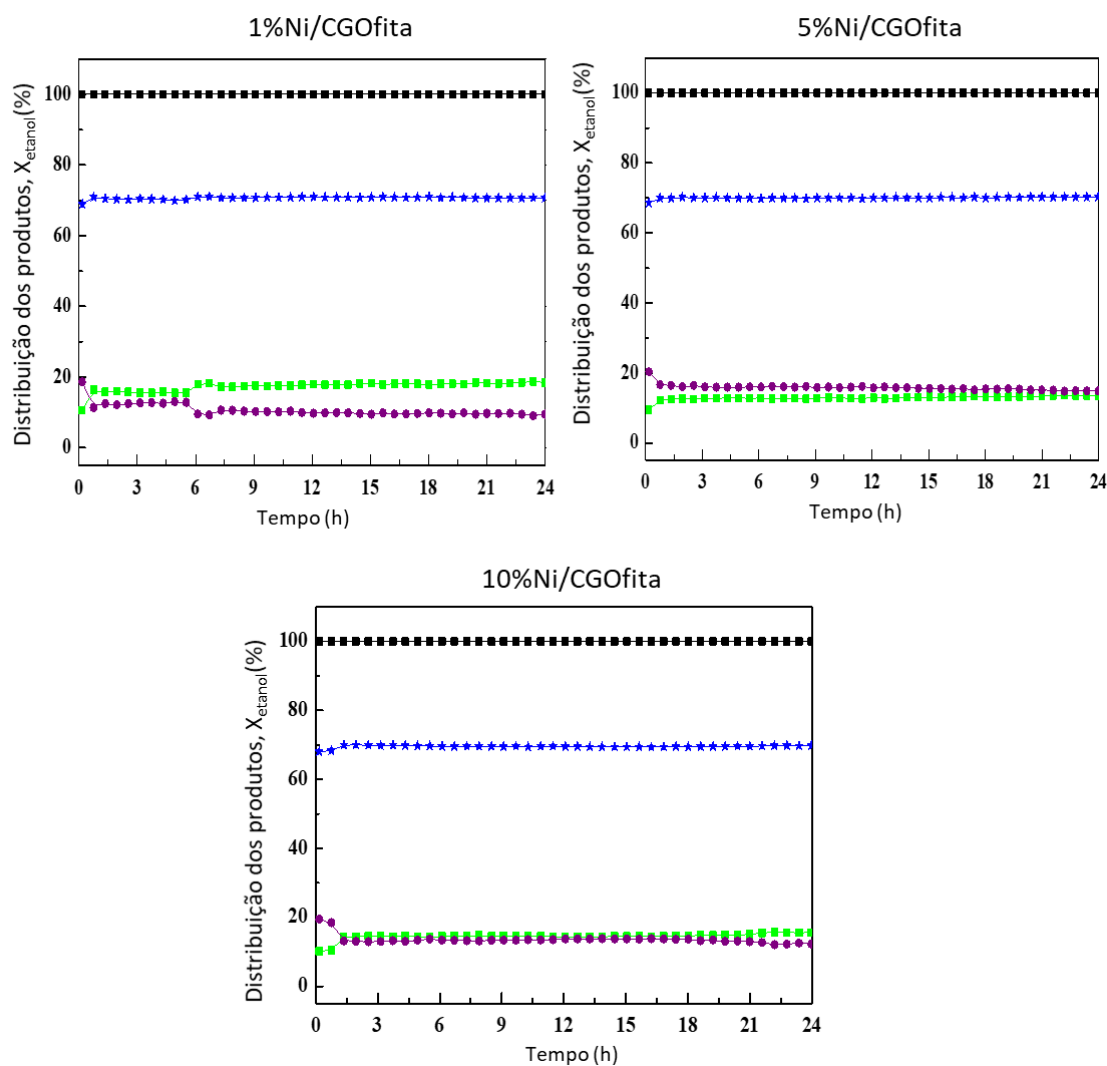 1%Ni/CGOfita
5%Ni/CGOfita
Distribuição dos produtos, Xetanol(%)
100
80
60
40
20
0
0 3 6 9 12 15 18 21 24
Tempo (h)
Distribuição dos produtos, Xetanol(%)
100
80
60
40
20
0
0 3 6 9 12 15 18 21 24
Tempo (h)
10%Ni/CGOfita
Distribuição dos produtos, Xetanol(%)
100
80
60
40
20
0
0 3 6 9 12 15 18 21 24
Tempo (h)